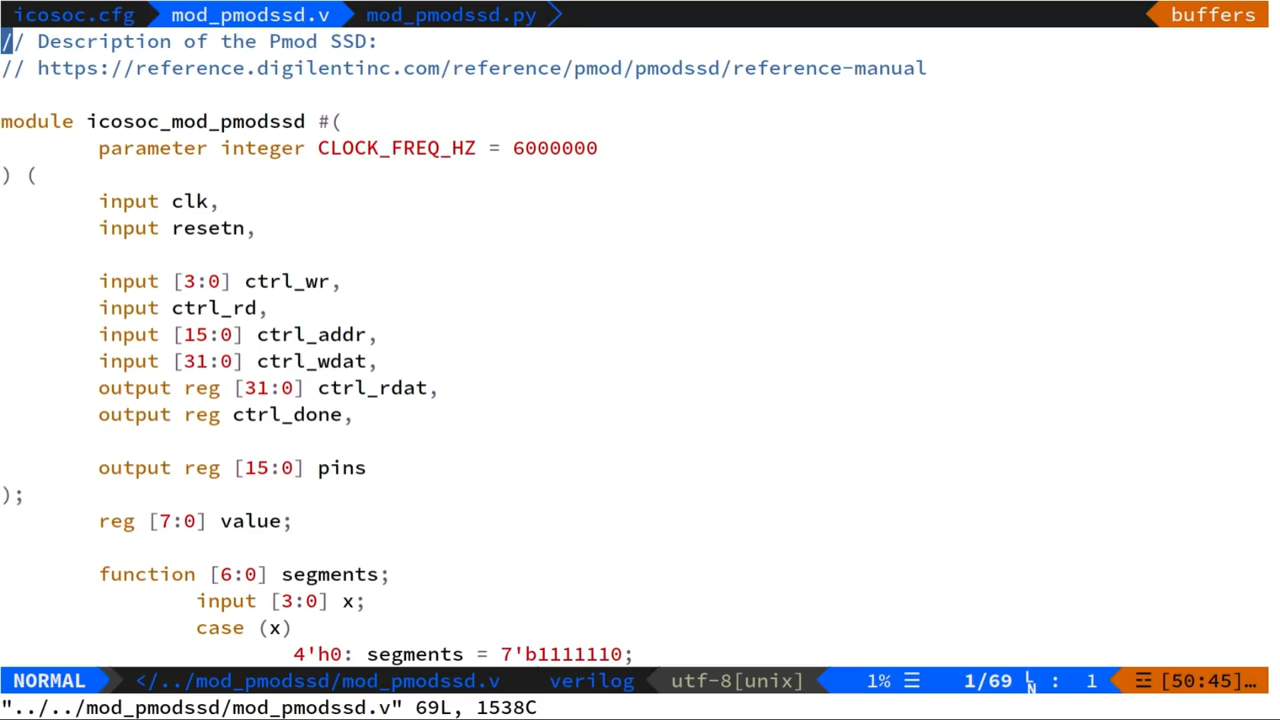 icosoc.cfg mod_pmodssd.v mod_pmodssd.py buffers
// Description of the Pmod SSD:
// https://reference.digilentinc.com/reference/pmod/pmodssd/reference-manual
module icosoc_mod_pmodssd #(
parameter integer CLOCK_FREQ_HZ = 6000000
) (
input clk,
input resetn,
input [3:0] ctrl_wr,
input ctrl_rd,
input [15:0] ctrl_addr,
input [31:0] ctrl_wdat,
output reg [31:0] ctrl_rdat,
output reg ctrl_done,
output reg [15:0] pins
);
reg [7:0] value;
function [6:0] segments;
input [3:0] x;
case (x)
4'h0: segments = 7'b1111110;
NORMAL </../mod_pmodssd/mod_pmodssd.v verilog utf-8[unix] 1% ☰ 1/69 ␤ : 1 ☲ [50:45]…
"../../mod_pmodssd/mod_pmodssd.v" 69L, 1538C